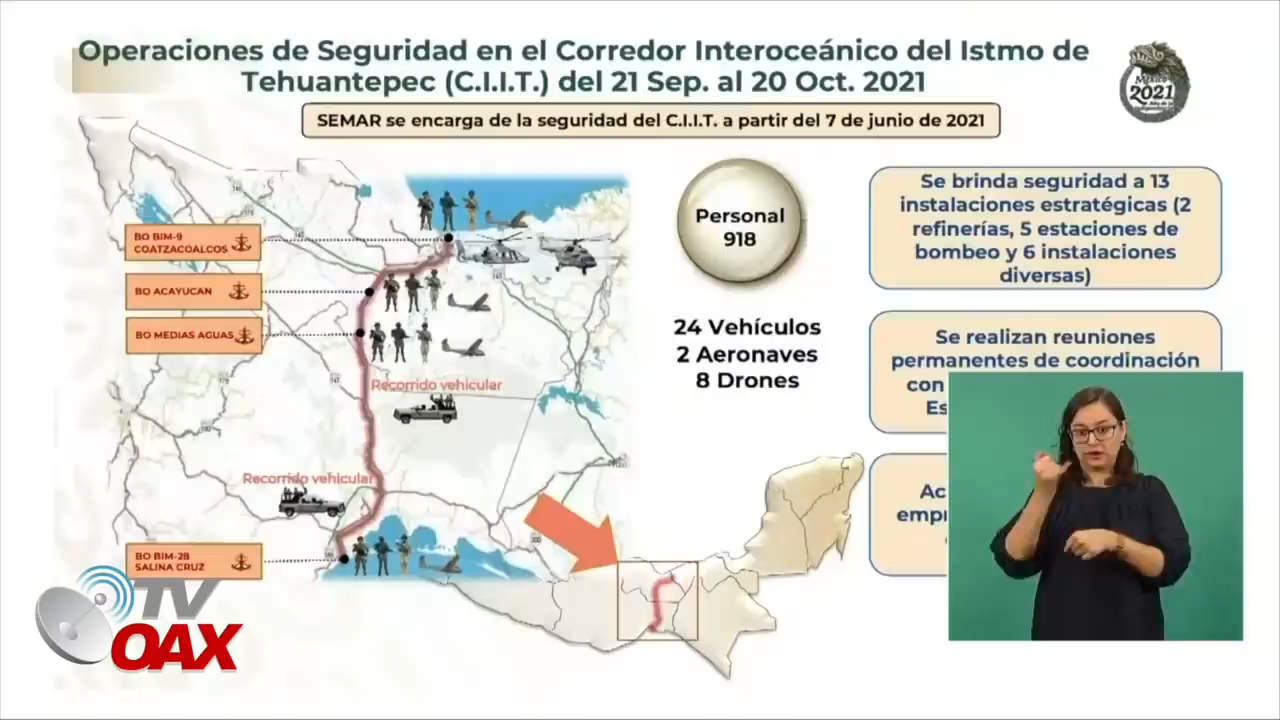 Operaciones de Seguridad en el Corredor Interoceánico del Istmo de
Tehuantepec (C.I.I.T.) del 21 Sep. al 20 Oct. 2021
México
2021
SEMAR se encarga de la seguridad del C.I.I.T. a partir del 7 de junio de 2021
BO BIM-9
COATZACOALCOS
BO ACAYUCAN
BO MEDIAS AGUAS
Recorrido vehicular
Recorrido vehicular
BO BIM-28
SALINA CRUZ
Personal
918
24 Vehículos
2 Aeronaves
8 Drones
Se brinda seguridad a 13
instalaciones estratégicas (2
refinerías, 5 estaciones de
bombeo y 6 instalaciones
diversas)
Se realizan reuniones
permanentes de coordinación
con
Es
Ac
emp
TV
OAX